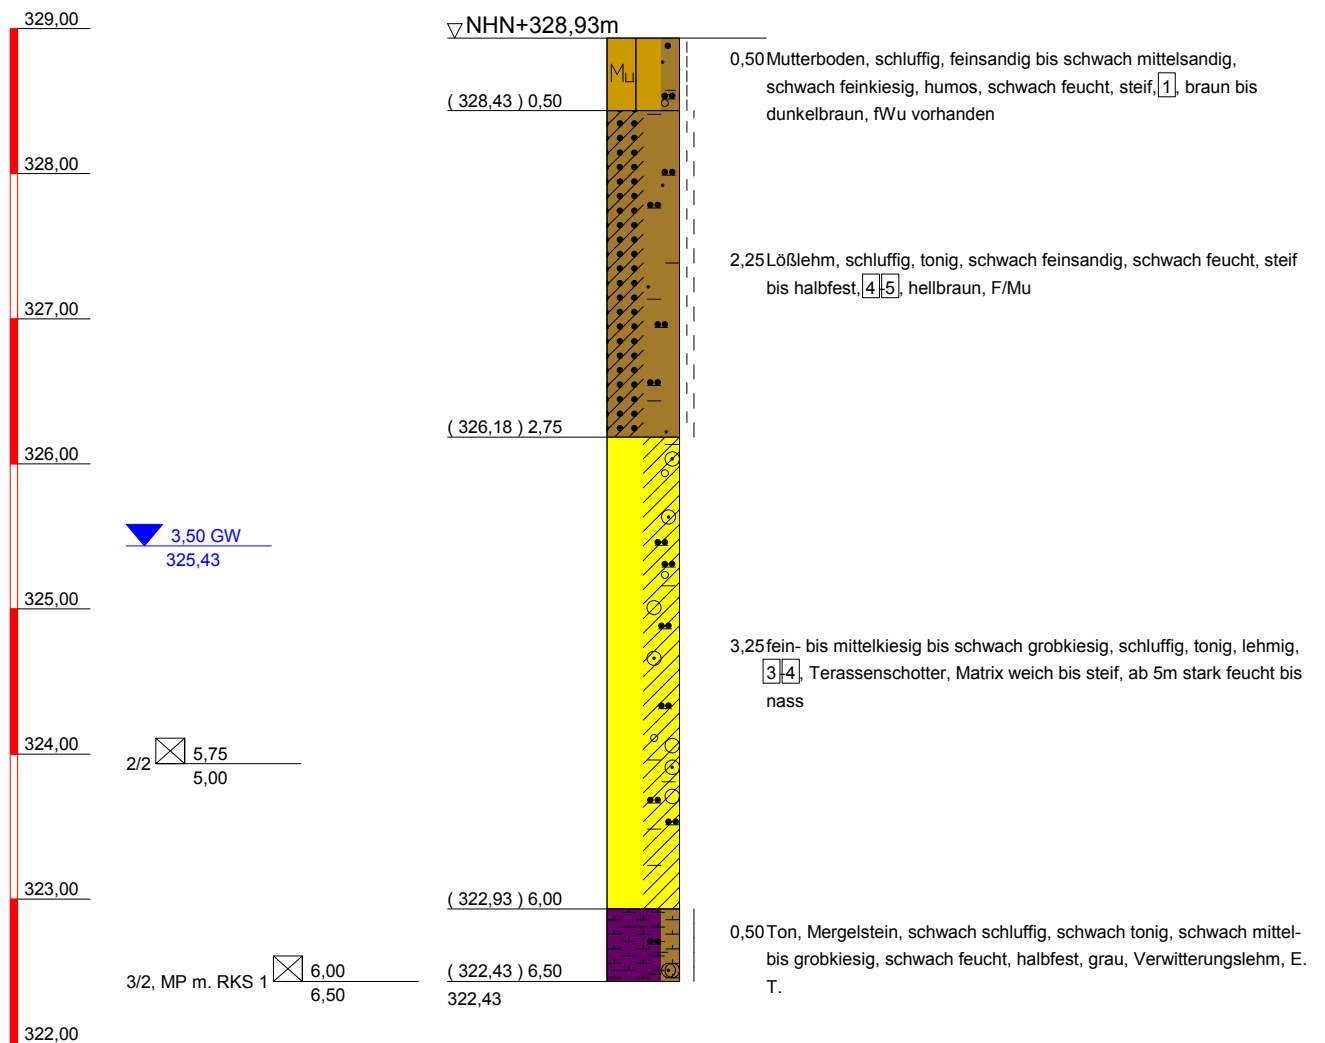 329,00
NHN+328,93m
0,50 Mutterboden, schluffig, feinsandig bis schwach mittelsandig,
schwach feinkiesig, humos, schwach feucht, steif, 1, braun bis
dunkelbraun, fWu vorhanden
Mu
( 328,43 ) 0,50
328,00
2,25 Lößlehm, schluffig, tonig, schwach feinsandig, schwach feucht, steif
bis halbfest, 4-5, hellbraun, F/Mu
327,00
( 326,18 ) 2,75
326,00
3,50 GW
325,43
325,00
3,25 fein- bis mittelkiesig bis schwach grobkiesig, schluffig, tonig, lehmig,
3-4, Terassenschotter, Matrix weich bis steif, ab 5m stark feucht bis
nass
324,00
2/2 5,75
5,00
323,00
( 322,93 ) 6,00
0,50 Ton, Mergelstein, schwach schluffig, schwach tonig, schwach mittel-
bis grobkiesig, schwach feucht, halbfest, grau, Verwitterungslehm, E.
T.
3/2, MP m. RKS 1 6,00
6,50
( 322,43 ) 6,50
322,43
322,00